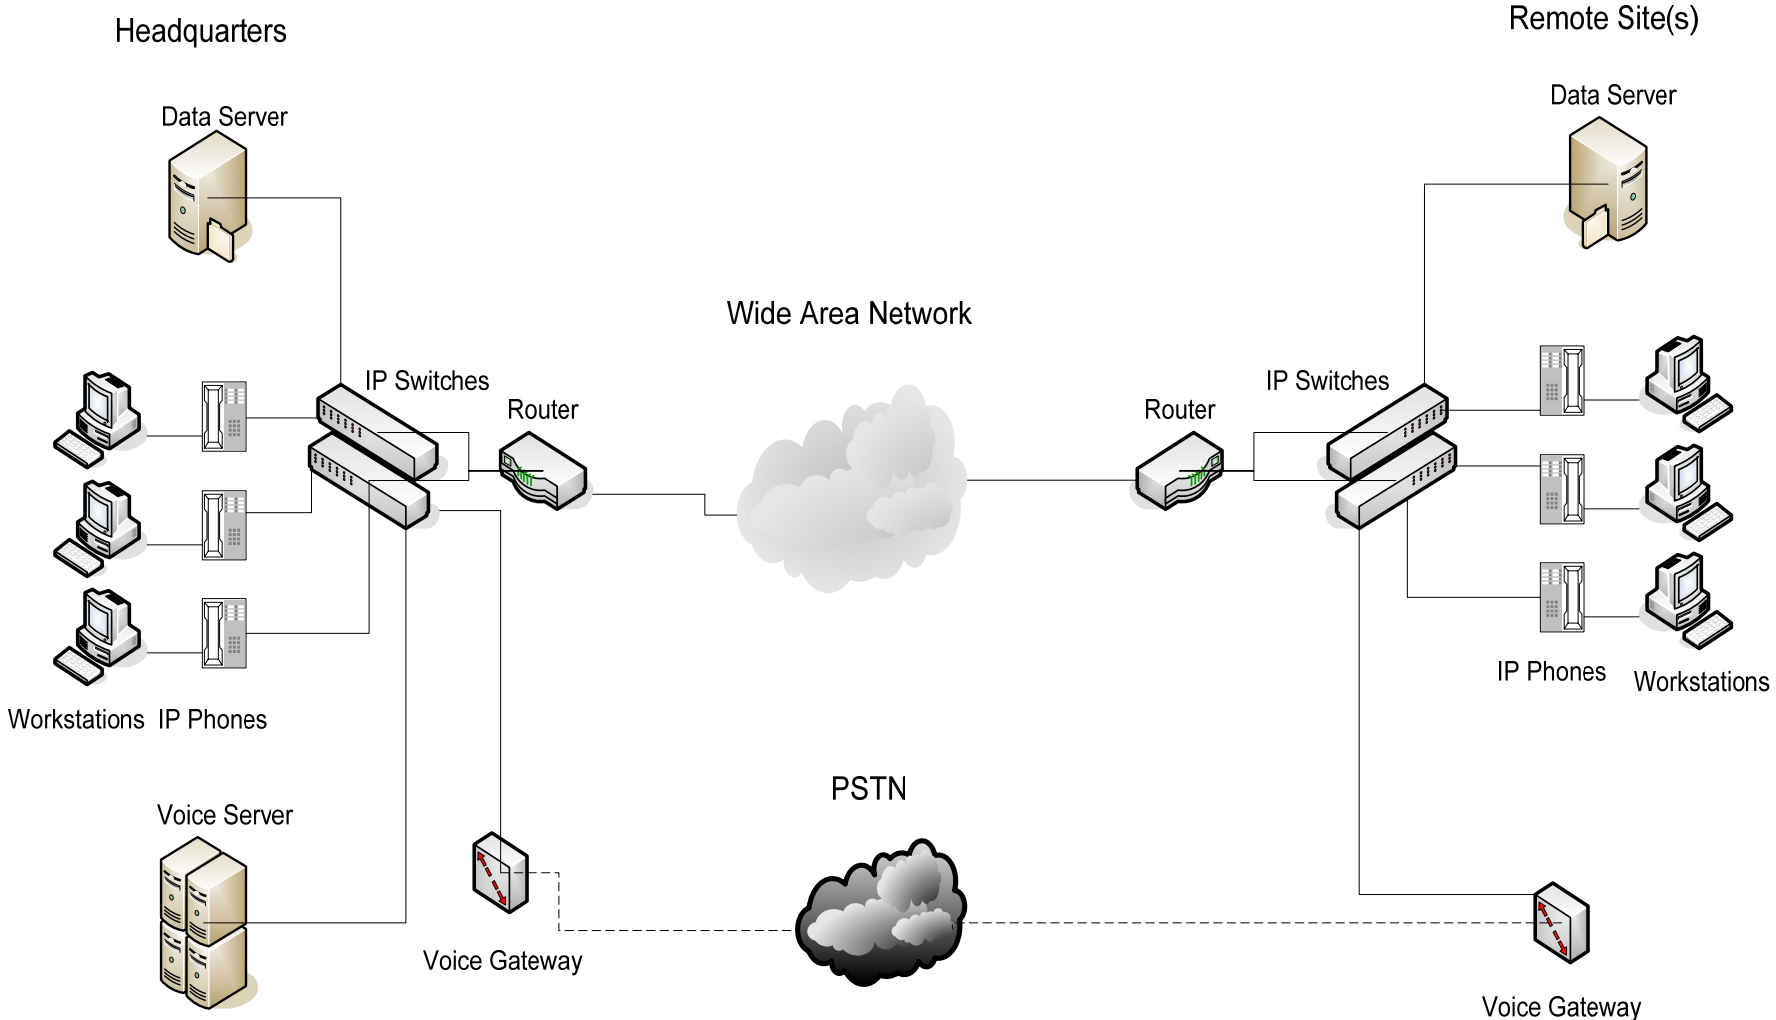 Headquarters
Remote Site(s)
Data Server
Data Server
Wide Area Network
IP Switches
IP Switches
Router
Router
IP Phones
Workstations
Workstations IP Phones
PSTN
Voice Server
Voice Gateway
Voice Gateway